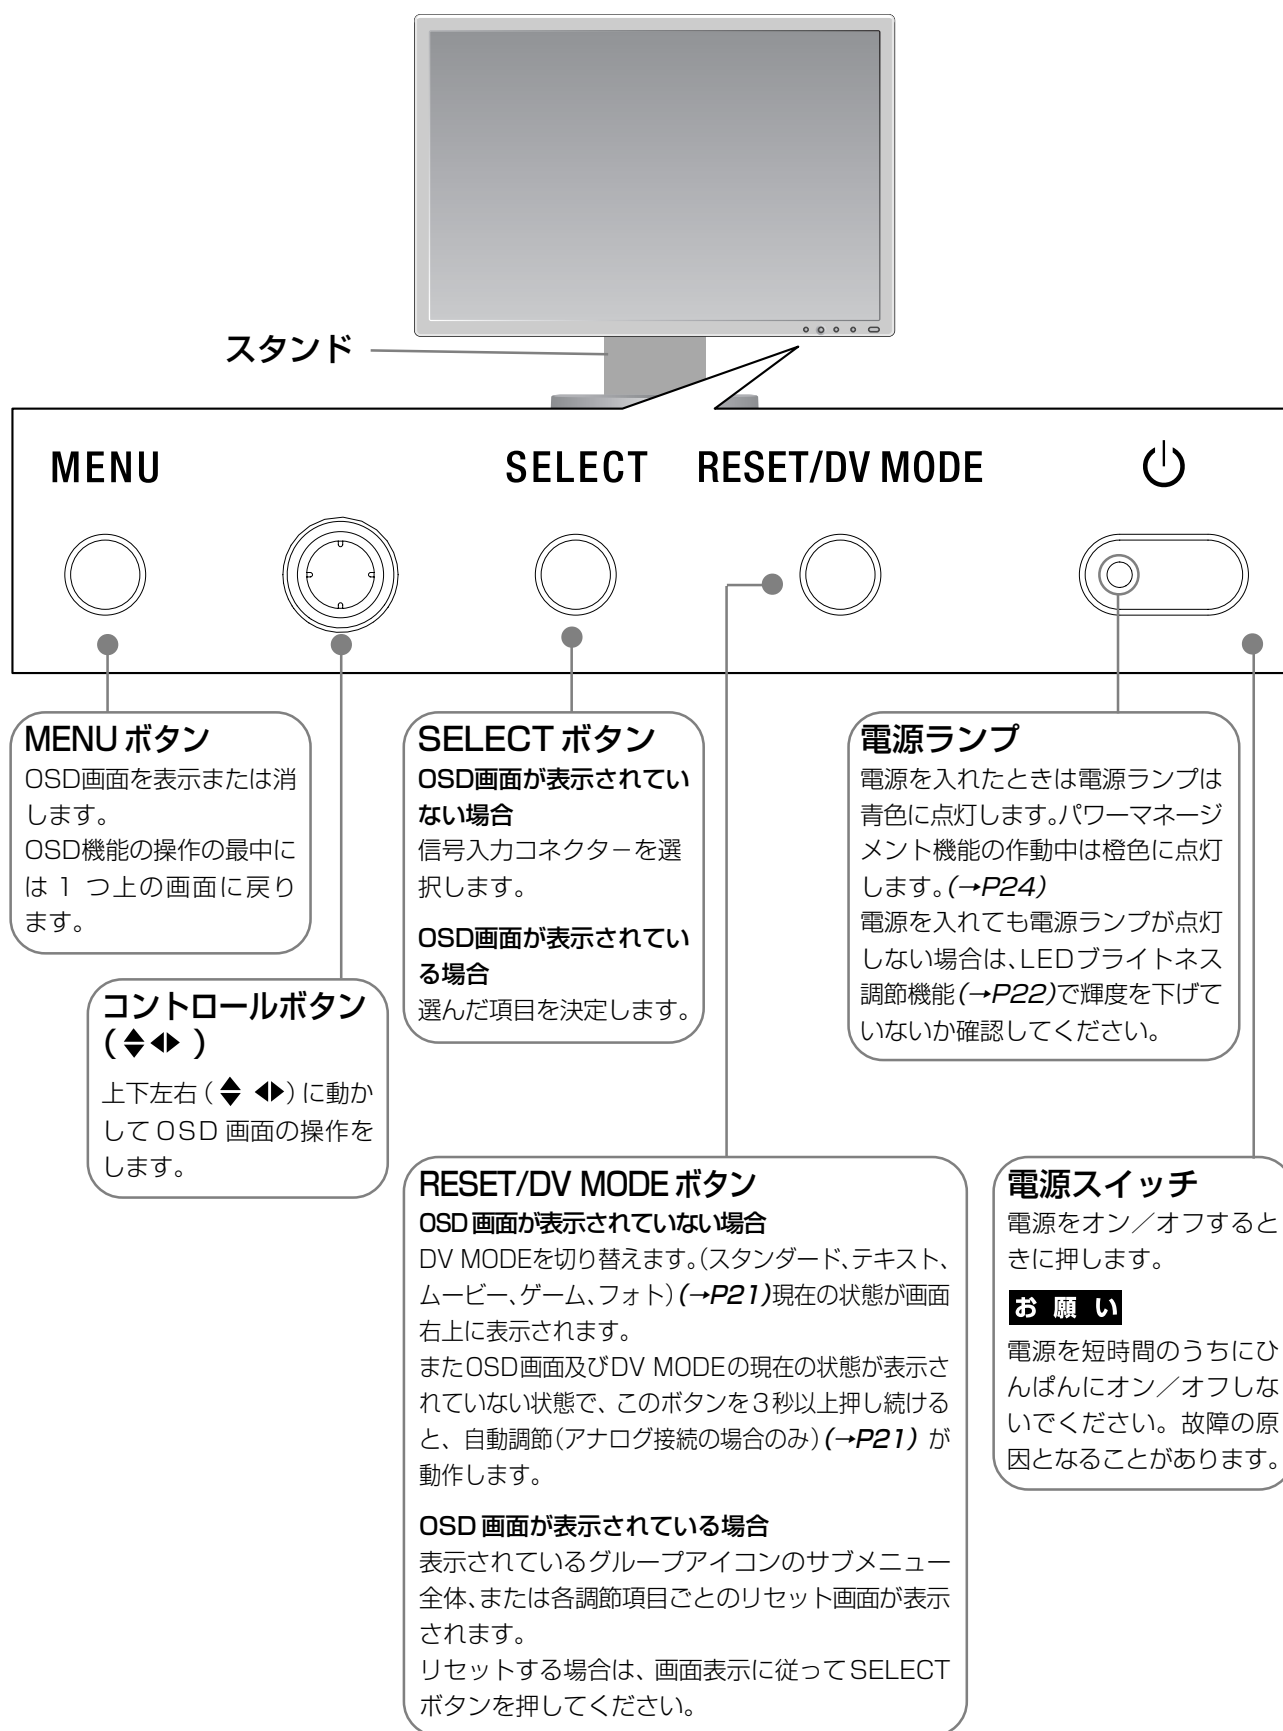 スタンド
MENU
SELECT
RESET/DV MODE
MENU ボタン
OSD画面を表示または消
します。
OSD機能の操作の最中に
は 1 つ上の画面に戻り
ます。
コントロールボタン
(♦◂▸)
上下左右(♦ ◂▸)に動か
して OSD 画面の操作を
します。
SELECT ボタン
OSD画面が表示されてい
ない場合
信号入力コネクターを選
択します。
OSD画面が表示されてい
る場合
選んだ項目を決定します。
RESET/DV MODE ボタン
OSD 画面が表示されていない場合
DV MODEを切り替えます。(スタンダード、テキスト、
ムービー、ゲーム、フォト)(→P21)現在の状態が画面
右上に表示されます。
またOSD画面及びDV MODEの現在の状態が表示さ
れていない状態で、このボタンを3秒以上押し続ける
と、自動調節(アナログ接続の場合のみ)(→P21)が
動作します。
OSD 画面が表示されている場合
表示されているグループアイコンのサブメニュー
全体、または各調節項目ごとのリセット画面が表示
されます。
リセットする場合は、画面表示に従って SELECT
ボタンを押してください。
電源ランプ
電源を入れたときは電源ランプは
青色に点灯します。パワーマネージ
メント機能の作動中は橙色に点灯
します。(→P24)
電源を入れても電源ランプが点灯
しない場合は、LEDブライトネス
調節機能(→P22)で輝度を下げて
いないか確認してください。
電源スイッチ
電源をオン/オフすると
きに押します。
お 願 い
電源を短時間のうちにひ
んぱんにオン/オフしな
いでください。故障の原
因となることがあります。